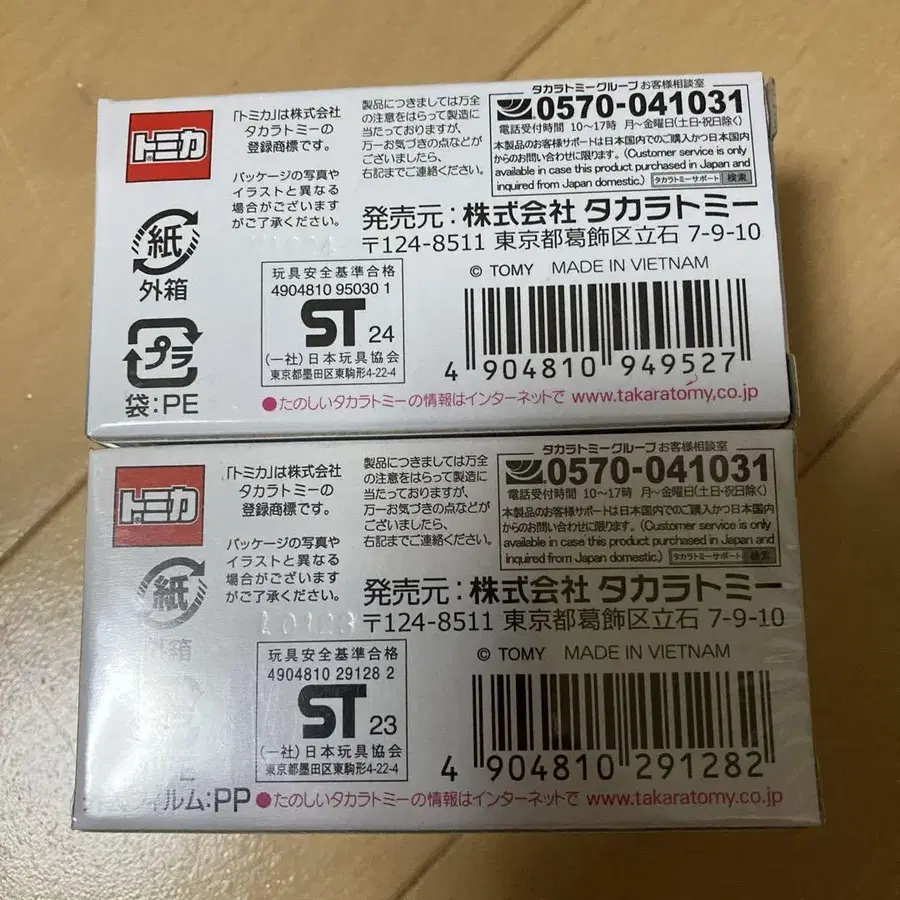 トミカ
「トミカ」は株式会社
タカラトミーの
登録商標です。
パッケージの写真や
イラストと異なる
場合がございます
がご了承ください。
製品につきましては万全
の注意をはらって製造に
当たっておりますが、
万一お気づきの点などが
ございましたら、
右記までご連絡ください。
タカラトミーグループ お客様相談室
0570-041031
電話受付時間 10〜17時 月〜金曜日(土・日・祝日除く)
本製品のお客様サポートは日本国内でのご購入かつ日本国内
からのお問い合わせに限ります。(Customer service is only
available in case this product purchased in Japan and
inquired from Japan domestic.) タカラトミーサポート 検索
発売元:株式会社 タカラトミー
〒124-8511 東京都葛飾区立石 7-9-10
紙
外箱
プラ
袋:PE
玩具安全基準合格
4904810 95030 1
ST 24
(一社)日本玩具協会
東京都墨田区東駒形4-22-4
© TOMY MADE IN VIETNAM
4 904810 949527
●たのしいタカラトミーの情報はインターネットで www.takaratomy.co.jp
トミカ
「トミカ」は株式会社
タカラトミーの
登録商標です。
パッケージの写真や
イラストと異なる
場合がございます
がご了承ください。
製品につきましては万全
の注意をはらって製造に
当たっておりますが、
万一お気づきの点などが
ございましたら、
右記までご連絡ください。
タカラトミーグループ お客様相談室
0570-041031
電話受付時間 10〜17時 月〜金曜日(土・日・祝日除く)
本製品のお客様サポートは日本国内でのご購入かつ日本国内
からのお問い合わせに限ります。(Customer service is only
available in case this product purchased in Japan and
inquired from Japan domestic.) タカラトミーサポート 検索
発売元:株式会社 タカラトミー
〒124-8511 東京都葛飾区立石 7-9-10
紙
外箱
玩具安全基準合格
4904810 29128 2
ST 23
(一社)日本玩具協会
東京都墨田区東駒形4-22-4
© TOMY MADE IN VIETNAM
4 904810 291282
ィルム:PP
●たのしいタカラトミーの情報はインターネットで www.takaratomy.co.jp